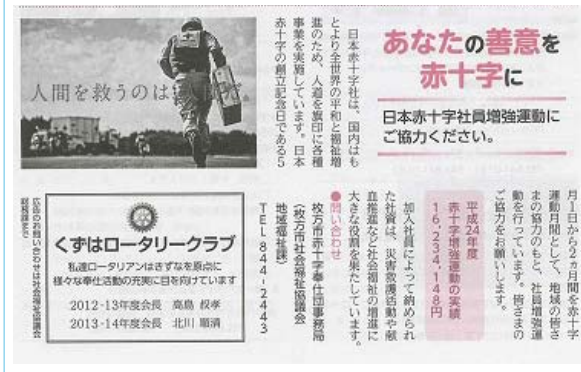 あなたの善意を
赤十字に
日本赤十字社員増強運動に
ご協力ください。
人間を救うのは、人間だ。
日本赤十字社は、国内はも
とより全世界の平和と福祉増
進のため、人道を旗印に各種
事業を実施しています。日本
赤十字の創立記念日である5
月1日から2カ月間を赤十字
運動月間として、地域の皆さ
まの協力のもと、社員増強運
動を行っています。皆さまの
ご協力をお願いします。
平成24年度
赤十字増強運動の実績
16,234,148円
加入社員によって納められ
た社資は、災害救護活動や献
血推進など社会福祉の増進に
大きな役割を果たしています。
●問い合わせ
枚方市赤十字奉仕団事務局
(枚方市社会福祉協議会
地域福祉課)
TEL 844-2443
くずはロータリークラブ
私達ロータリアンはきずなを原点に
様々な奉仕活動の充実に目を向けています
2012-13年度会長 高島 叔孝
2013-14年度会長 北川 順清
広告のお問い合わせは社会福祉協議会
総務課まで